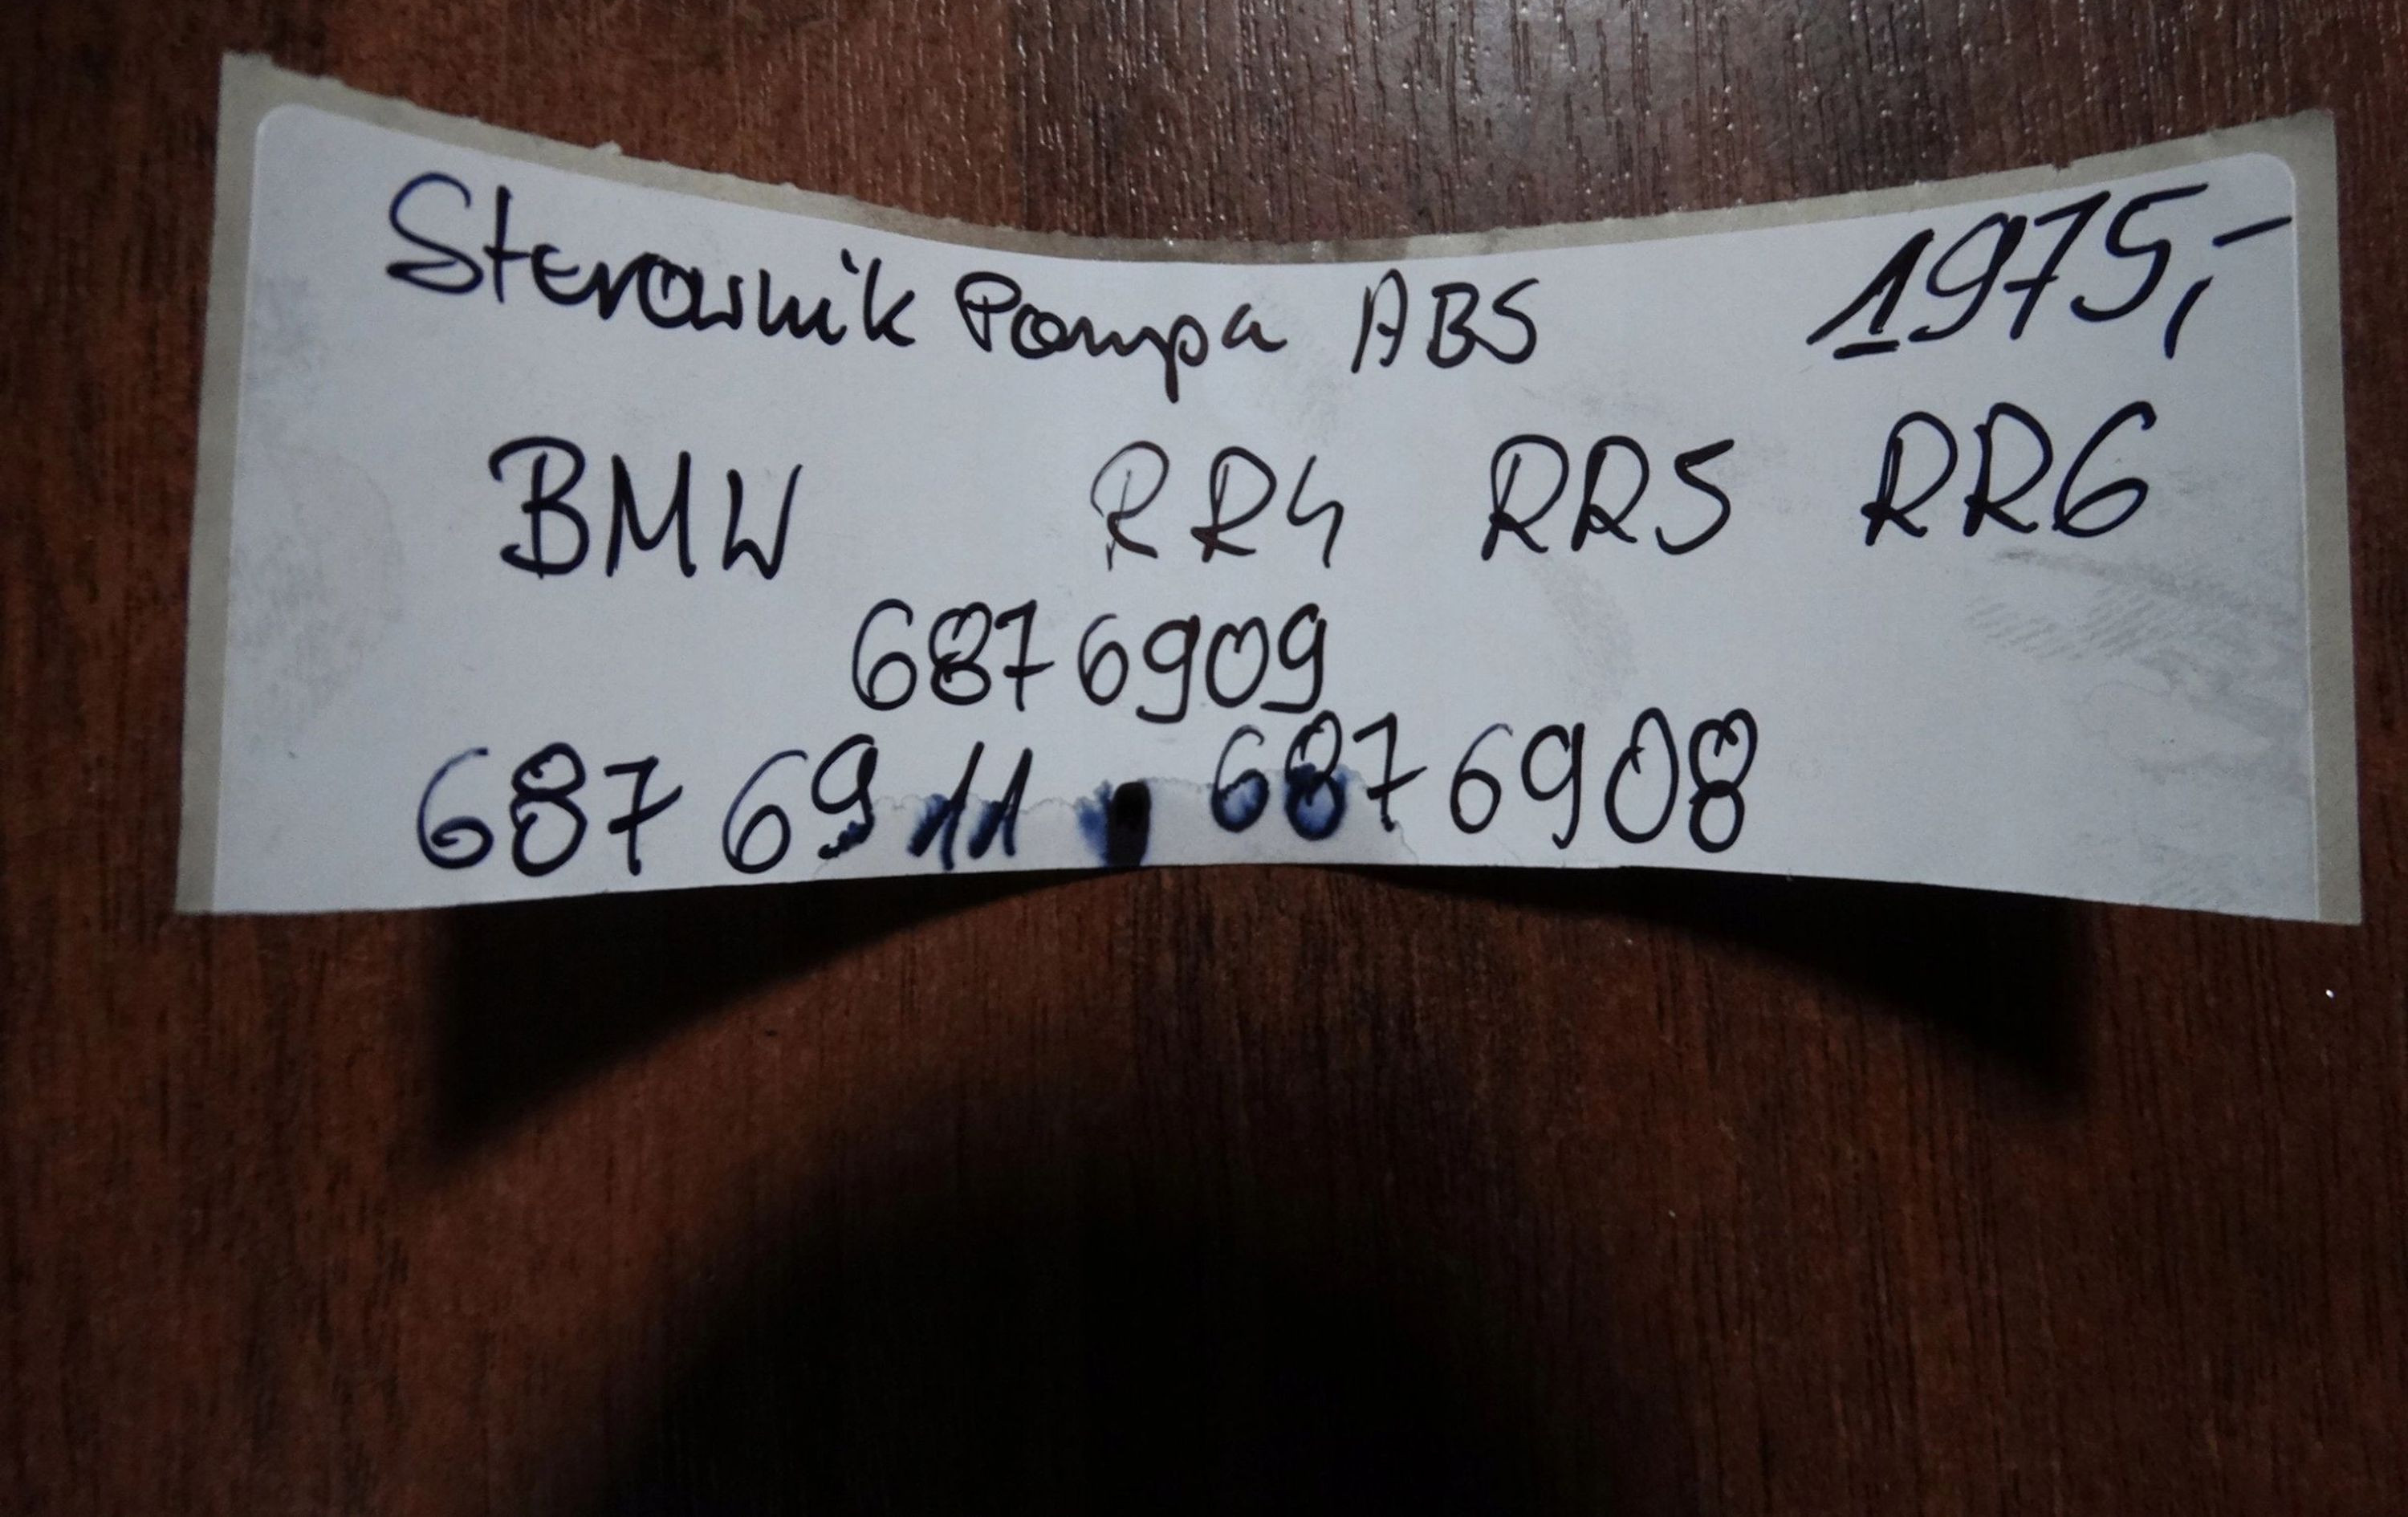 Sterownik Pompa ABS 1975,-
BMW RR4 RR5 RR6
6876909
6876911 6876908